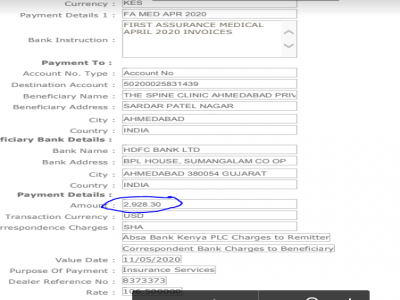 Currency : KES
Payment Details 1 : FA MED APR 2020
Bank Instruction : FIRST ASSURANCE MEDICAL
APRIL 2020 INVOICES
Payment To :
Account No. Type : Account No
Destination Account : 50200025831439
Beneficiary Name : THE SPINE CLINIC AHMEDABAD PRIV
Beneficiary Address : SARDAR PATEL NAGAR
City : AHMEDABAD
Country : INDIA
eficiary Bank Details :
Bank Name : HDFC BANK LTD
Bank Address : BPL HOUSE, SUMANGALAM CO OP
City : AHMEDABAD 380054 GUJARAT
Country : INDIA
Payment Details :
Amount : 2,928.30
Transaction Currency : USD
rrespondence Charges : SHA
Absa Bank Kenya PLC Charges to Remitter
Correspondent Bank Charges to Beneficiary
Value Date : 11/05/2020
Purpose Of Payment : Insurance Services
Dealer Reference No : 8373373
Rate :